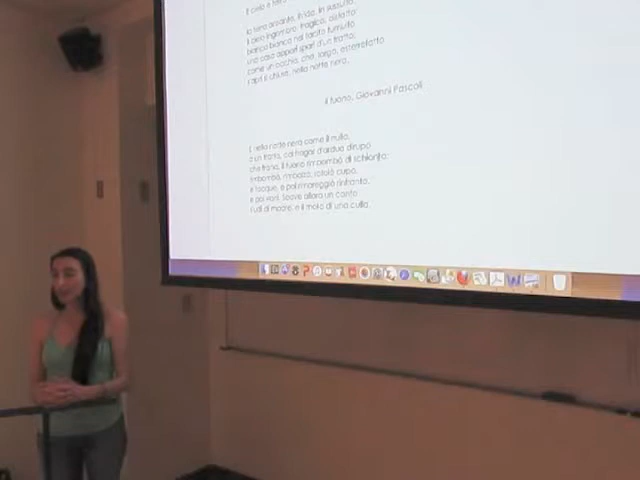 Il cielo e terra
la terra ansante, livida, in sussulto;
il cielo ingombro, tragico, disfatto:
bianca bianca nel tacito tumulto
una casa apparì sparì d'un tratto;
come un occhio, che, largo, esterrefatto,
s'aprì si chiuse, nella notte nera.
Il tuono, Giovanni Pascoli
E nella notte nera come il nulla,
a un tratto, col fragor d'arduo dirupo
che frana, il tuono rimbombò di schianto:
rimbombò, rimbalzò, rotolò cupo,
e tacque, e poi rimareggiò rinfranto,
e poi vanì. Soave allora un canto
s'udì di madre, e il moto di una culla.